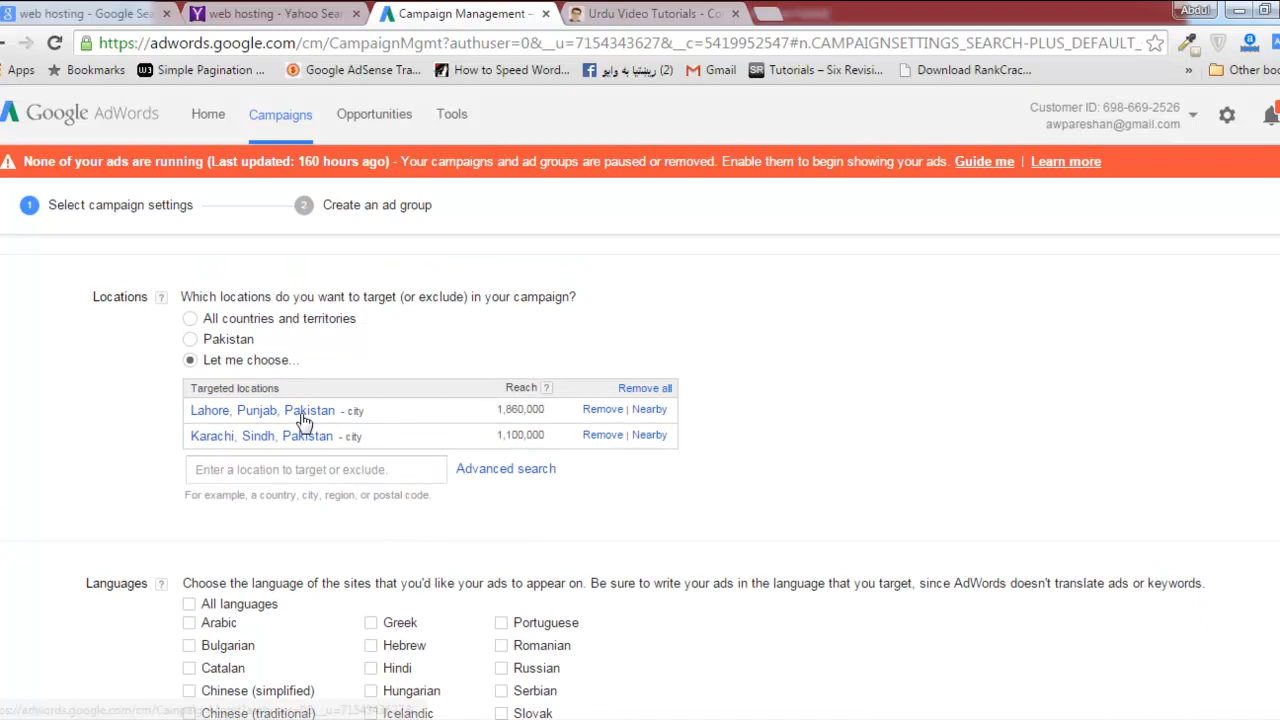 web hosting - Google Sea
web hosting - Yahoo Sear
Campaign Management –
Urdu Video Tutorials - Co
Abdul
https://adwords.google.com/cm/CampaignMgmt?authuser=0&__u=7154343627&__c=5419952547#n.CAMPAIGNSETTINGS_SEARCH-PLUS_DEFAULT_
Apps
Bookmarks
Simple Pagination ...
Google AdSense Tra...
How to Speed Word...
Gmail
Tutorials – Six Revisi...
Download RankCrac...
»
Other boo
Google AdWords
Home
Campaigns
Opportunities
Tools
Customer ID: 698-669-2526
awpareshan@gmail.com
None of your ads are running (Last updated: 160 hours ago) - Your campaigns and ad groups are paused or removed. Enable them to begin showing your ads. Guide me | Learn more
1 Select campaign settings
2 Create an ad group
Locations ? Which locations do you want to target (or exclude) in your campaign?
All countries and territories
Pakistan
Let me choose...
Targeted locations Reach ? Remove all
Lahore, Punjab, Pakistan - city 1,860,000 Remove | Nearby
Karachi, Sindh, Pakistan - city 1,100,000 Remove | Nearby
Enter a location to target or exclude. Advanced search
For example, a country, city, region, or postal code.
Languages ? Choose the language of the sites that you'd like your ads to appear on. Be sure to write your ads in the language that you target, since AdWords doesn't translate ads or keywords.
All languages
Arabic Greek Portuguese
Bulgarian Hebrew Romanian
Catalan Hindi Russian
Chinese (simplified) Hungarian Serbian
Chinese (traditional) Icelandic Slovak